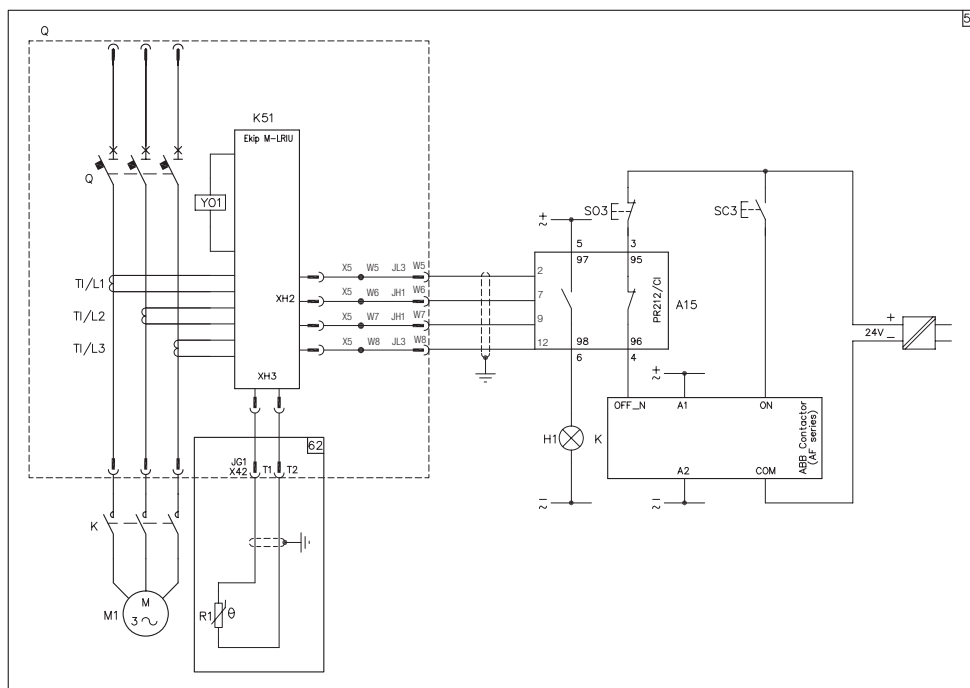 5
Q
K51
Ekip M-LRIU
Q
YO1
SO3
SC3
5 3
97 95
TI/L1
X5 W5 JL3 W5
2
XH2
X5 W6 JH1 W6
7
PR212/CI
A15
TI/L2
X5 W7 JH1 W7
9
24V
+
−
TI/L3
X5 W8 JL3 W8
12
98 96
6 4
XH3
+
~
+
~
OFF_N A1 ON
62
H1
K
ABB Contactor
(AF series)
JG1
X42 T1 T2
A2 COM
−
~
−
~
K
M1
M
3~
R1 θ